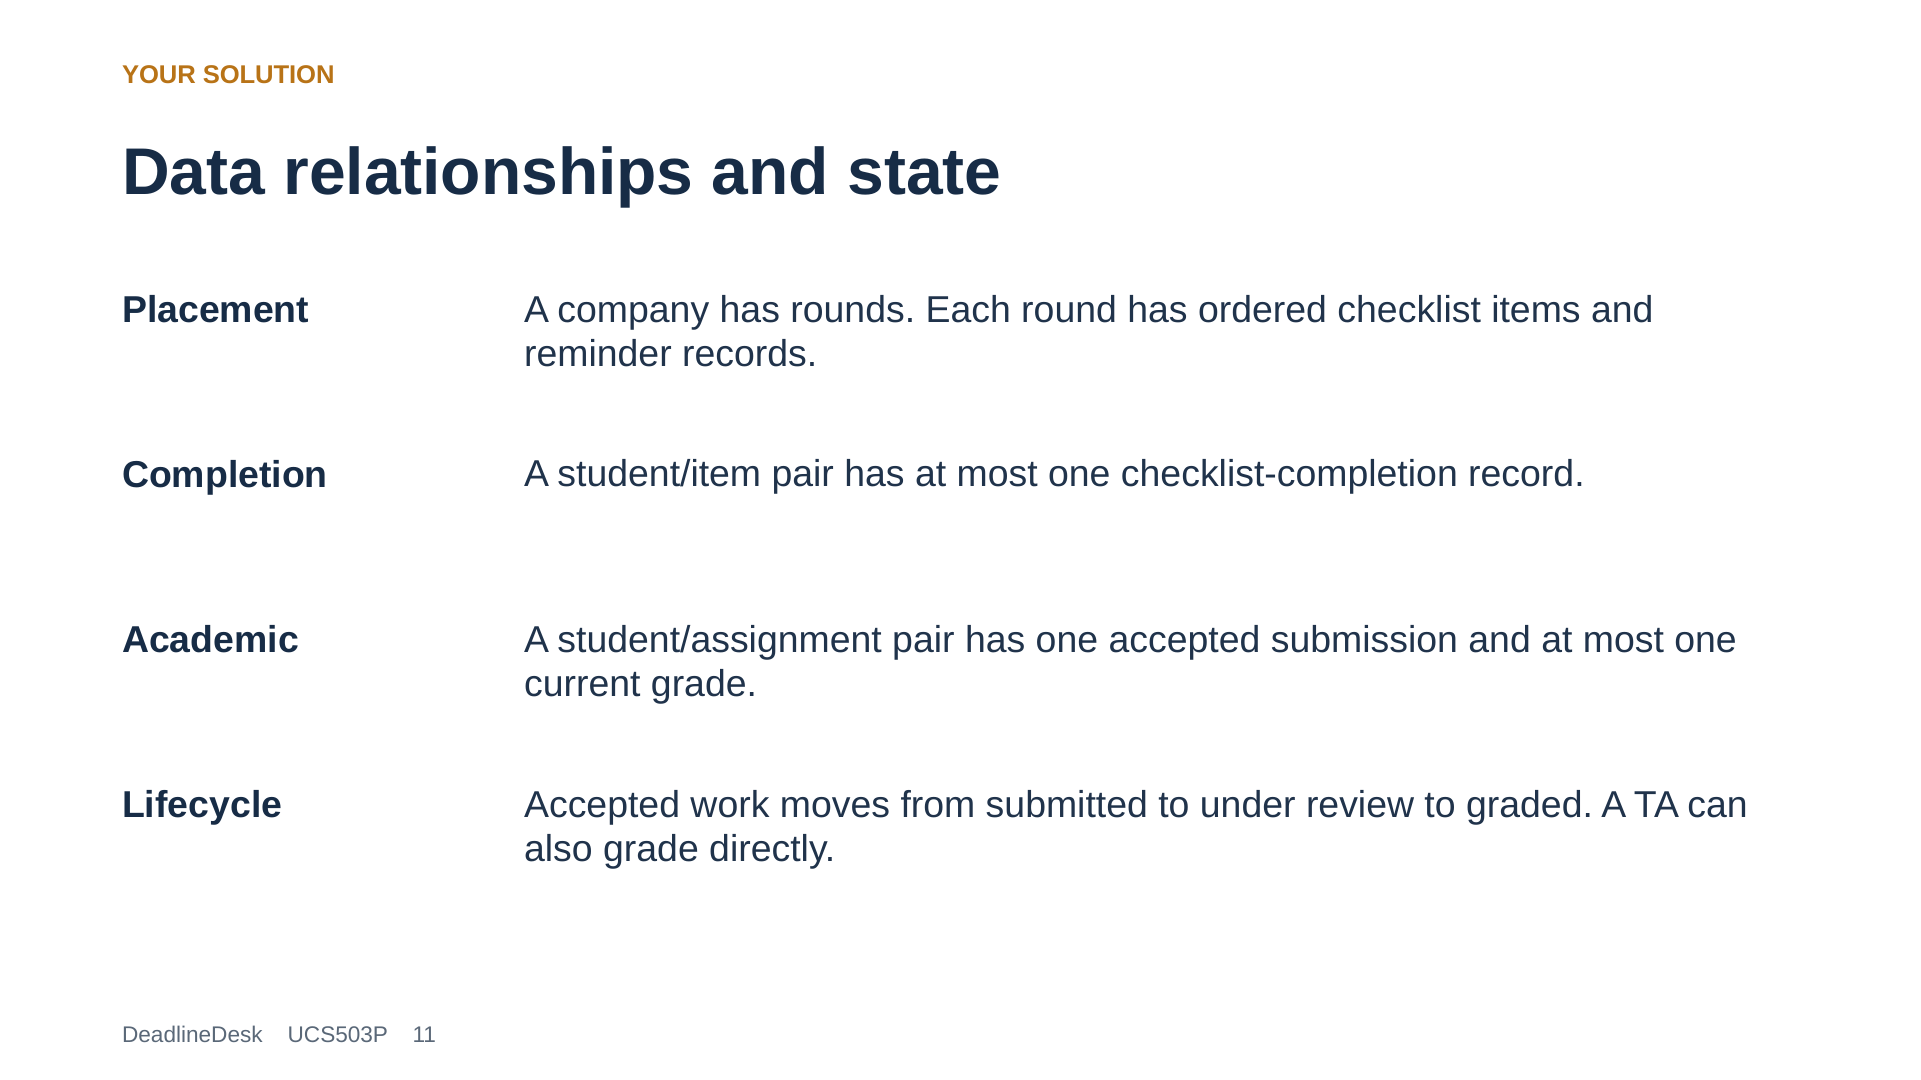 YOUR SOLUTION
Data relationships and state
Placement
A company has rounds. Each round has ordered checklist items and
reminder records.
Completion
A student/item pair has at most one checklist-completion record.
Academic
A student/assignment pair has one accepted submission and at most one
current grade.
Lifecycle
Accepted work moves from submitted to under review to graded. A TA can
also grade directly.
DeadlineDesk UCS503P 11